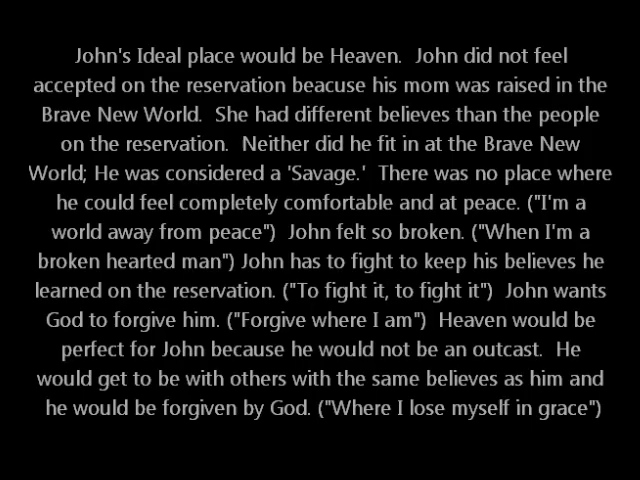 John's Ideal place would be Heaven.  John did not feel
accepted on the reservation beacuse his mom was raised in the
Brave New World.  She had different believes than the people
on the reservation.  Neither did he fit in at the Brave New
World; He was considered a 'Savage.'  There was no place where
he could feel completely comfortable and at peace. ("I'm a
world away from peace")  John felt so broken. ("When I'm a
broken hearted man") John has to fight to keep his believes he
learned on the reservation. ("To fight it, to fight it")  John wants
God to forgive him. ("Forgive where I am")  Heaven would be
perfect for John because he would not be an outcast.  He
would get to be with others with the same believes as him and
he would be forgiven by God. ("Where I lose myself in grace")